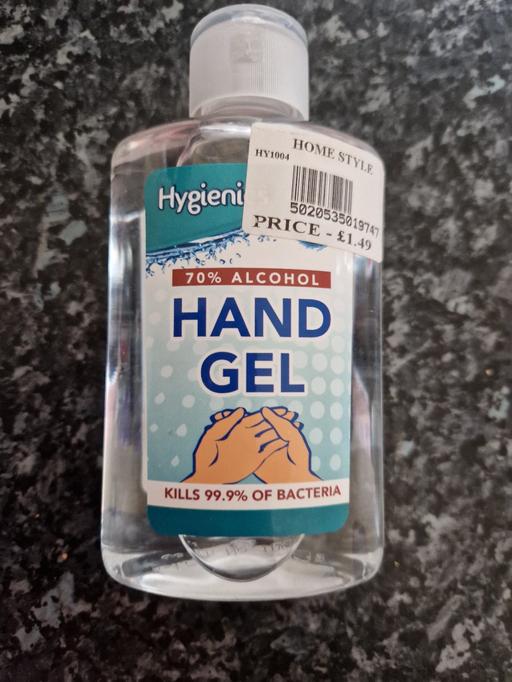 HOME STYLE
HY1004
5020535019747
PRICE - £1.49
Hygieni
70% ALCOHOL
HAND
GEL
KILLS 99.9% OF BACTERIA